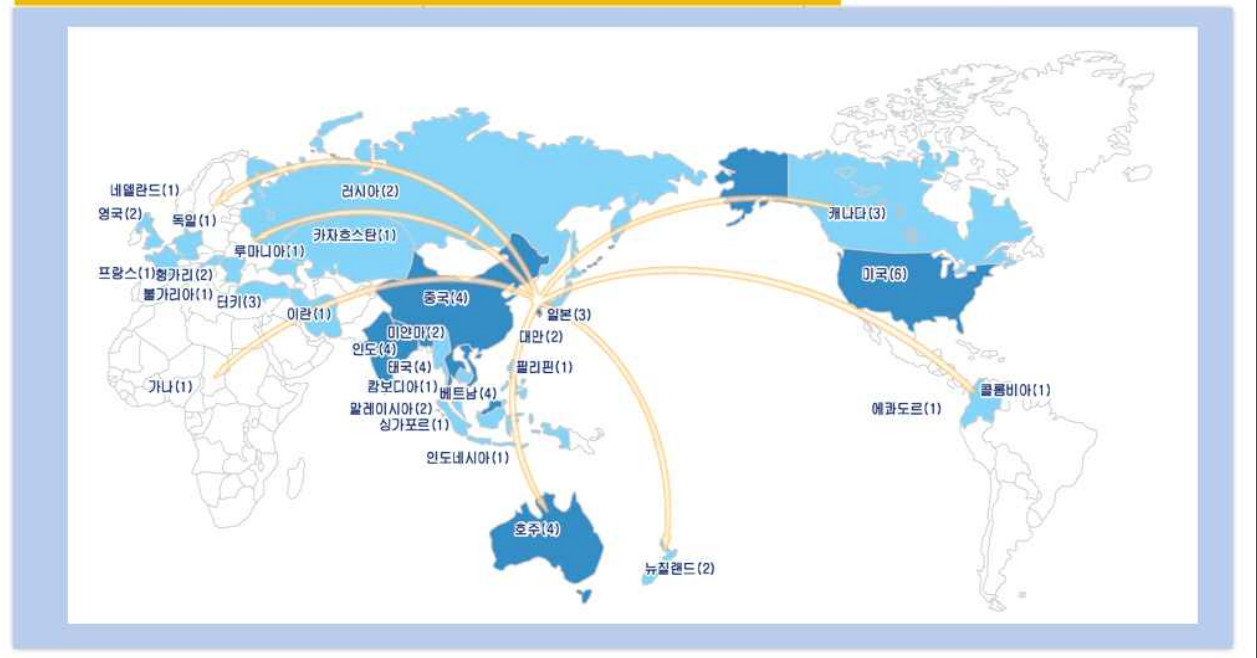 네델란드(1)
영국(2)
독일(1)
러시아(2)
루마니아(1)
카자흐스탄(1)
캐나다(3)
프랑스(1)
헝가리(2)
불가리아(1)
터키(3)
이란(1)
중국(4)
미국(6)
일본(3)
미얀마(2)
대만(2)
인도(4)
태국(4)
필리핀(1)
가나(1)
캄보디아(1)
베트남(4)
콜롬비아(1)
말레이시아(2)
에콰도르(1)
싱가포르(1)
인도네시아(1)
호주(4)
뉴질랜드(2)